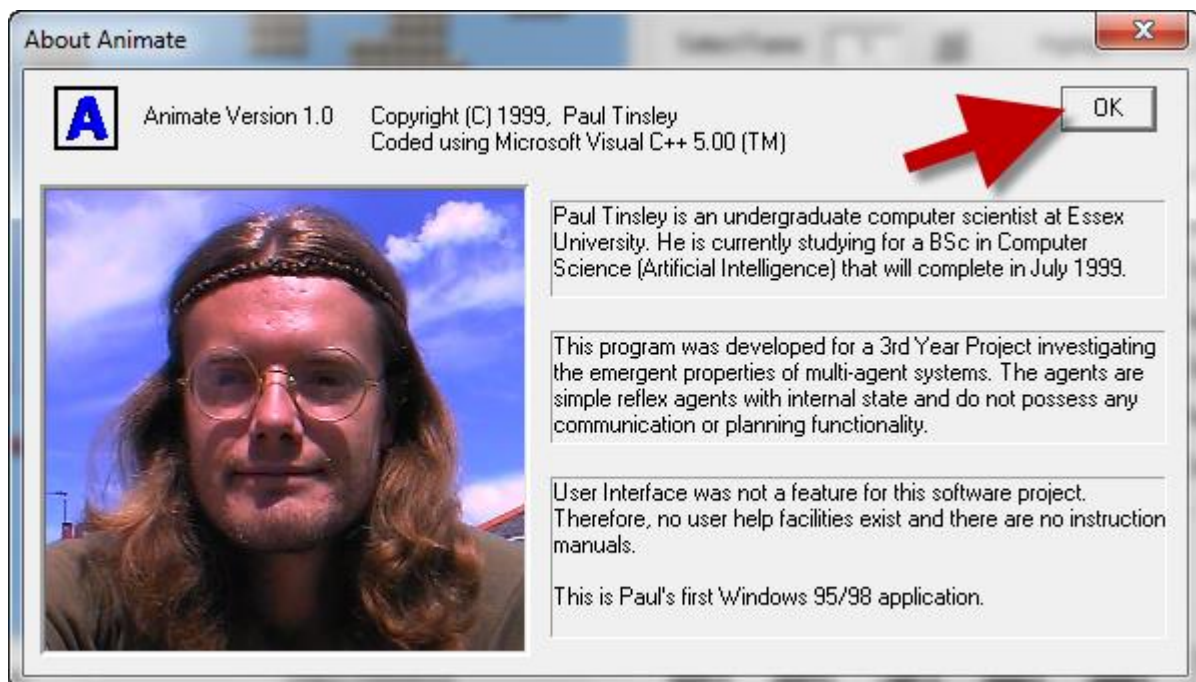 About Animate
A
Animate Version 1.0
Copyright (C) 1999, Paul Tinsley
Coded using Microsoft Visual C++ 5.00 (TM)
OK
Paul Tinsley is an undergraduate computer scientist at Essex
University. He is currently studying for a BSc in Computer
Science (Artificial Intelligence) that will complete in July 1999.
This program was developed for a 3rd Year Project investigating
the emergent properties of multi-agent systems. The agents are
simple reflex agents with internal state and do not possess any
communication or planning functionality.
User Interface was not a feature for this software project.
Therefore, no user help facilities exist and there are no instruction
manuals.
This is Paul's first Windows 95/98 application.